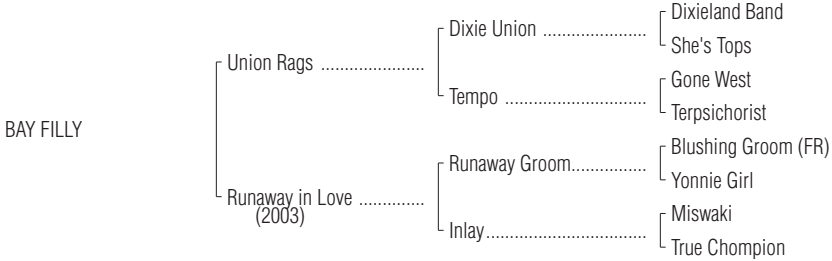 Dixieland Band
Dixie Union ......................
She's Tops
Union Rags ......................
Gone West
Tempo ..............................
Terpsichorist
BAY FILLY
Blushing Groom (FR)
Runaway Groom................
Yonnie Girl
Runaway in Love ..............
(2003)
Miswaki
Inlay..................................
True Chompion